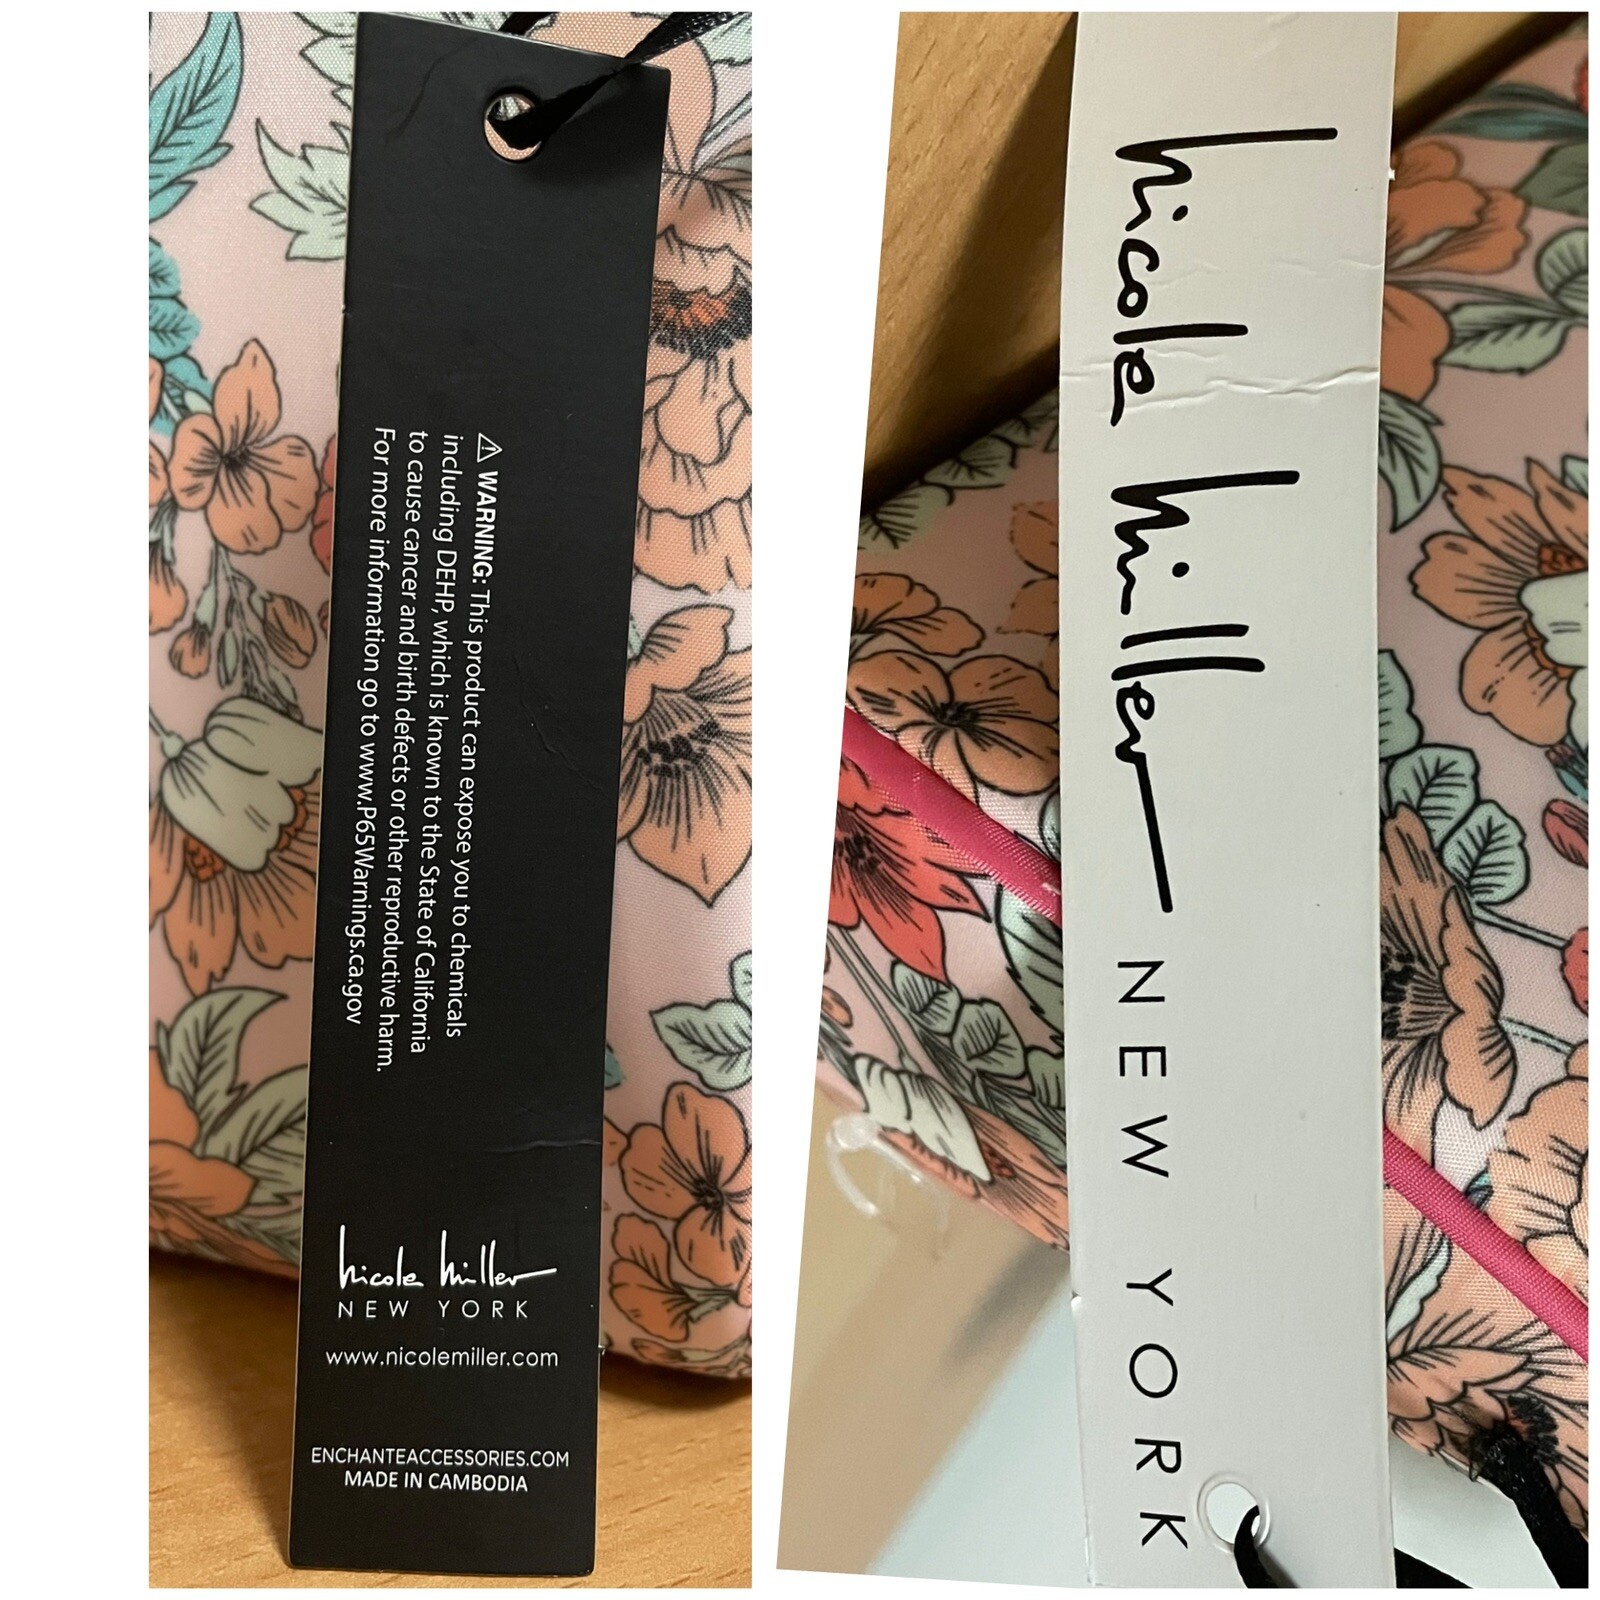 ⚠ WARNING: This product can expose you to chemicals
including DEHP, which is known to the State of California
to cause cancer and birth defects or other reproductive harm.
For more information go to www.P65Warnings.ca.gov
nicole miller
NEW YORK
www.nicolemiller.com
ENCHANTEACCESSORIES.COM
MADE IN CAMBODIA
nicole miller NEW YORK